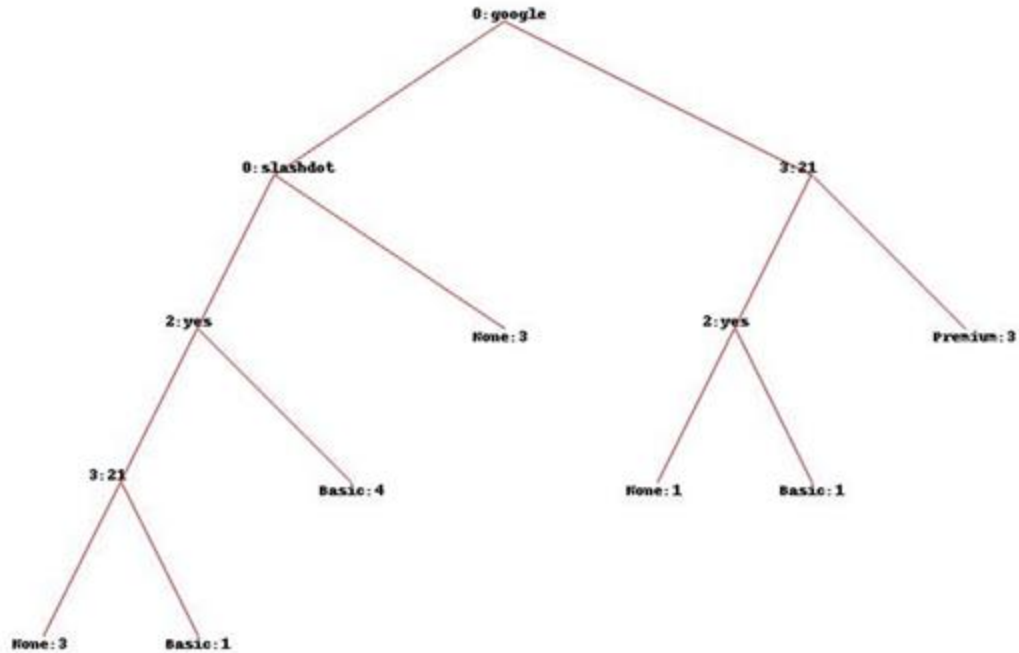 0:google
0:slashdot
3:21
2:yes
None:3
2:yes
Premium:3
3:21
Basic:4
None:1
Basic:1
None:3
Basic:1